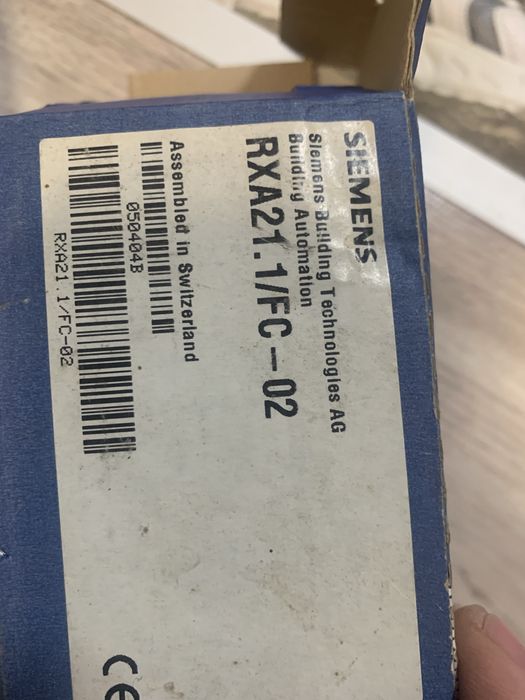 SIEMENS
Siemens Building Technologies AG
Building Automation
RXA21.1/FC-02
Assembled in Switzerland
050404B
RXA21.1/FC-02
CE